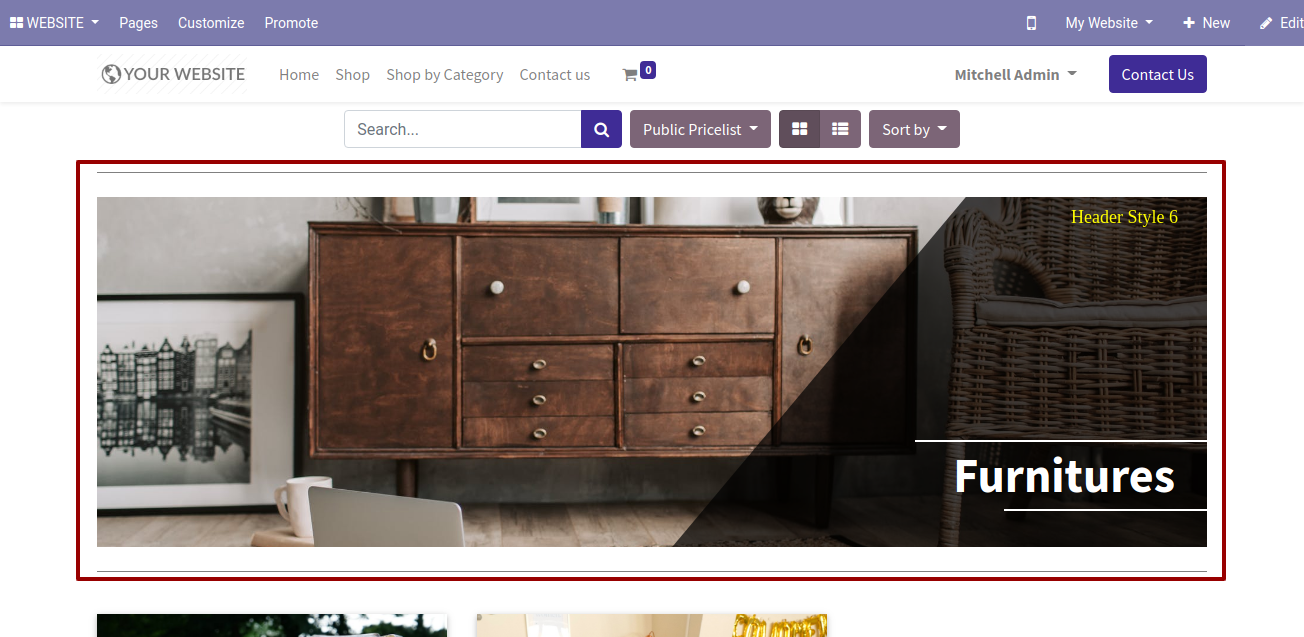 WEBSITE Pages Customize Promote My Website New Edit
YOUR WEBSITE Home Shop Shop by Category Contact us 0 Mitchell Admin Contact Us
Search... Public Pricelist Sort by
Header Style 6
Furnitures